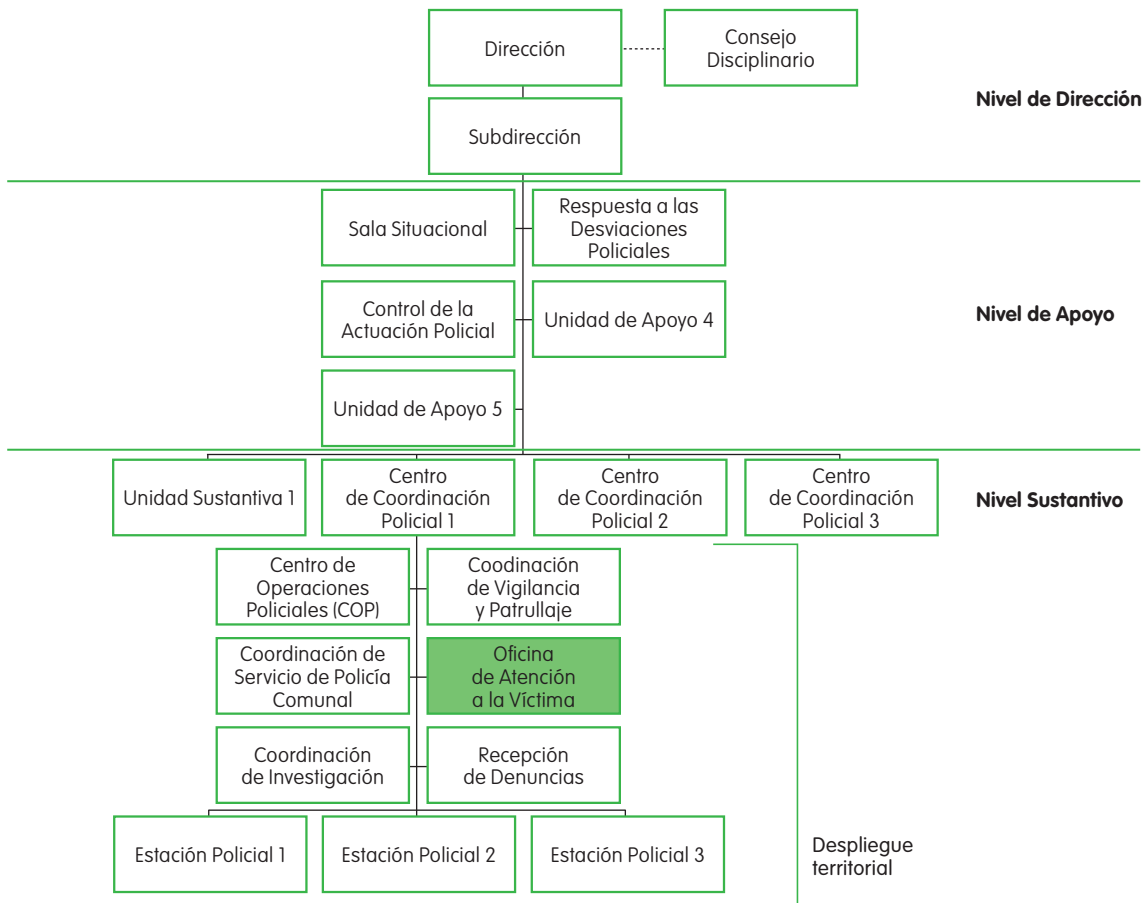 Dirección
Consejo
Disciplinario
Nivel de Dirección
Subdirección
Sala Situacional
Respuesta a las
Desviaciones
Policiales
Control de la
Actuación Policial
Unidad de Apoyo 4
Nivel de Apoyo
Unidad de Apoyo 5
Unidad Sustantiva 1
Centro
de Coordinación
Policial 1
Centro
de Coordinación
Policial 2
Centro
de Coordinación
Policial 3
Nivel Sustantivo
Centro de
Operaciones
Policiales (COP)
Coodinación
de Vigilancia
y Patrullaje
Coordinación de
Servicio de Policía
Comunal
Oficina
de Atención
a la Víctima
Coordinación
de Investigación
Recepción
de Denuncias
Estación Policial 1
Estación Policial 2
Estación Policial 3
Despliegue
territorial